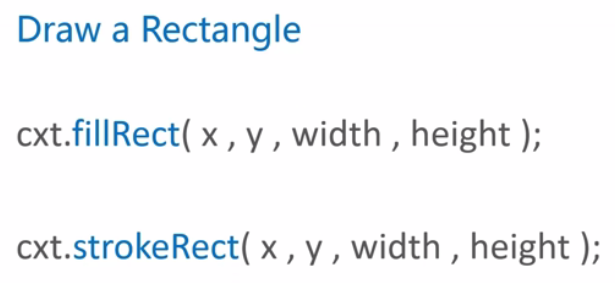 Draw a Rectangle
cxt.fillRect( x , y , width , height );
cxt.strokeRect( x , y , width , height );